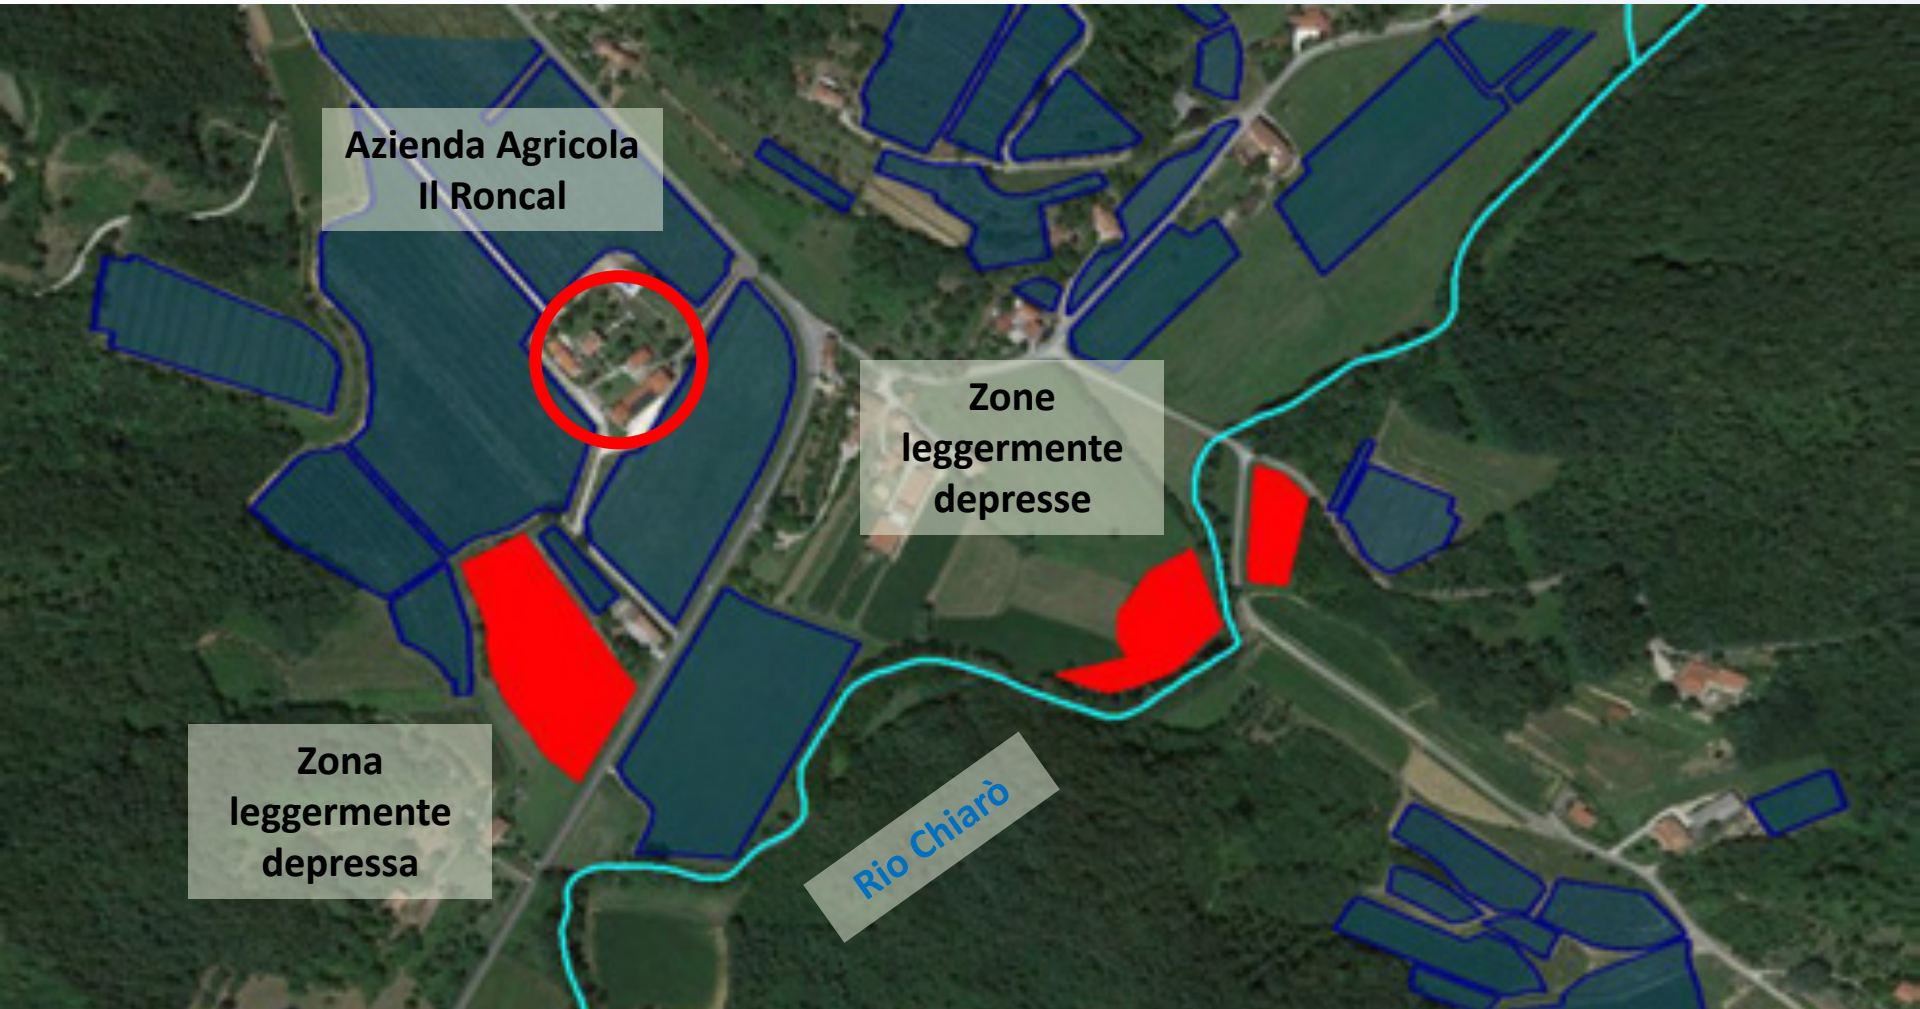 Azienda Agricola
Il Roncal
Zone
leggermente
depresse
Zona
leggermente
depressa
Rio Chiarò